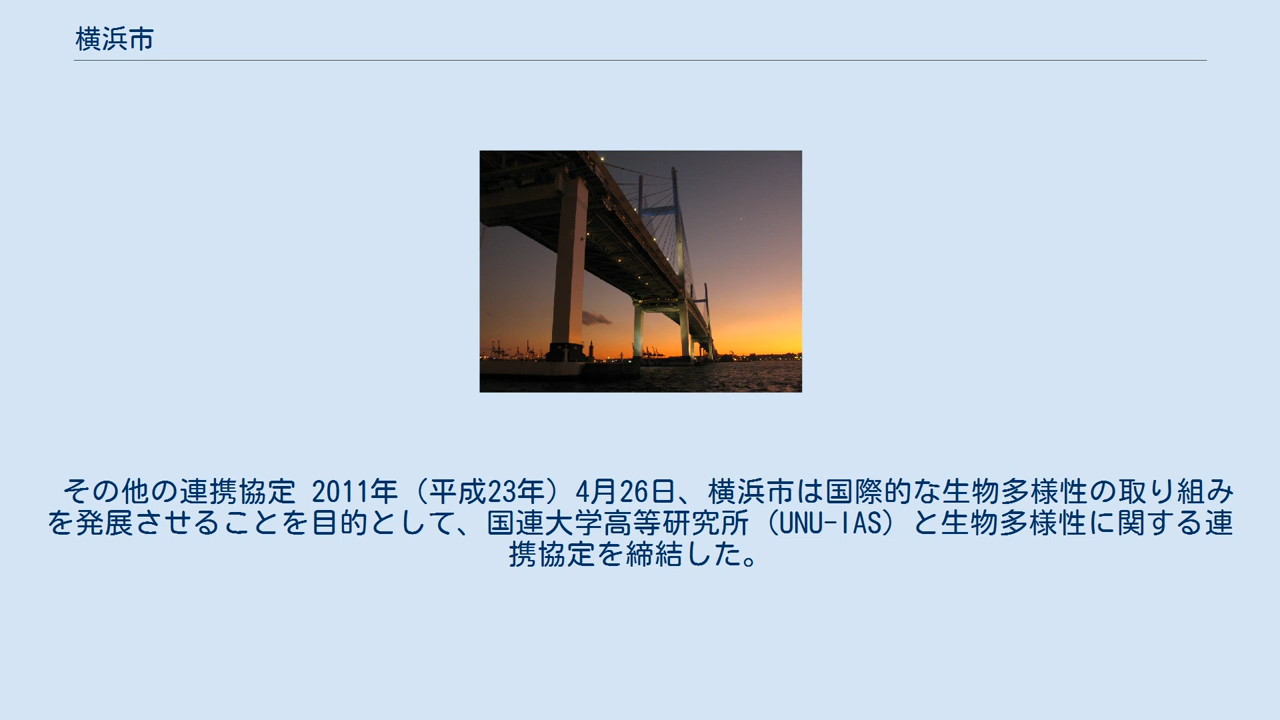 横浜市
その他の連携協定 2011年（平成23年）4月26日、横浜市は国際的な生物多様性の取り組み
を発展させることを目的として、国連大学高等研究所（UNU-IAS）と生物多様性に関する連
携協定を締結した。